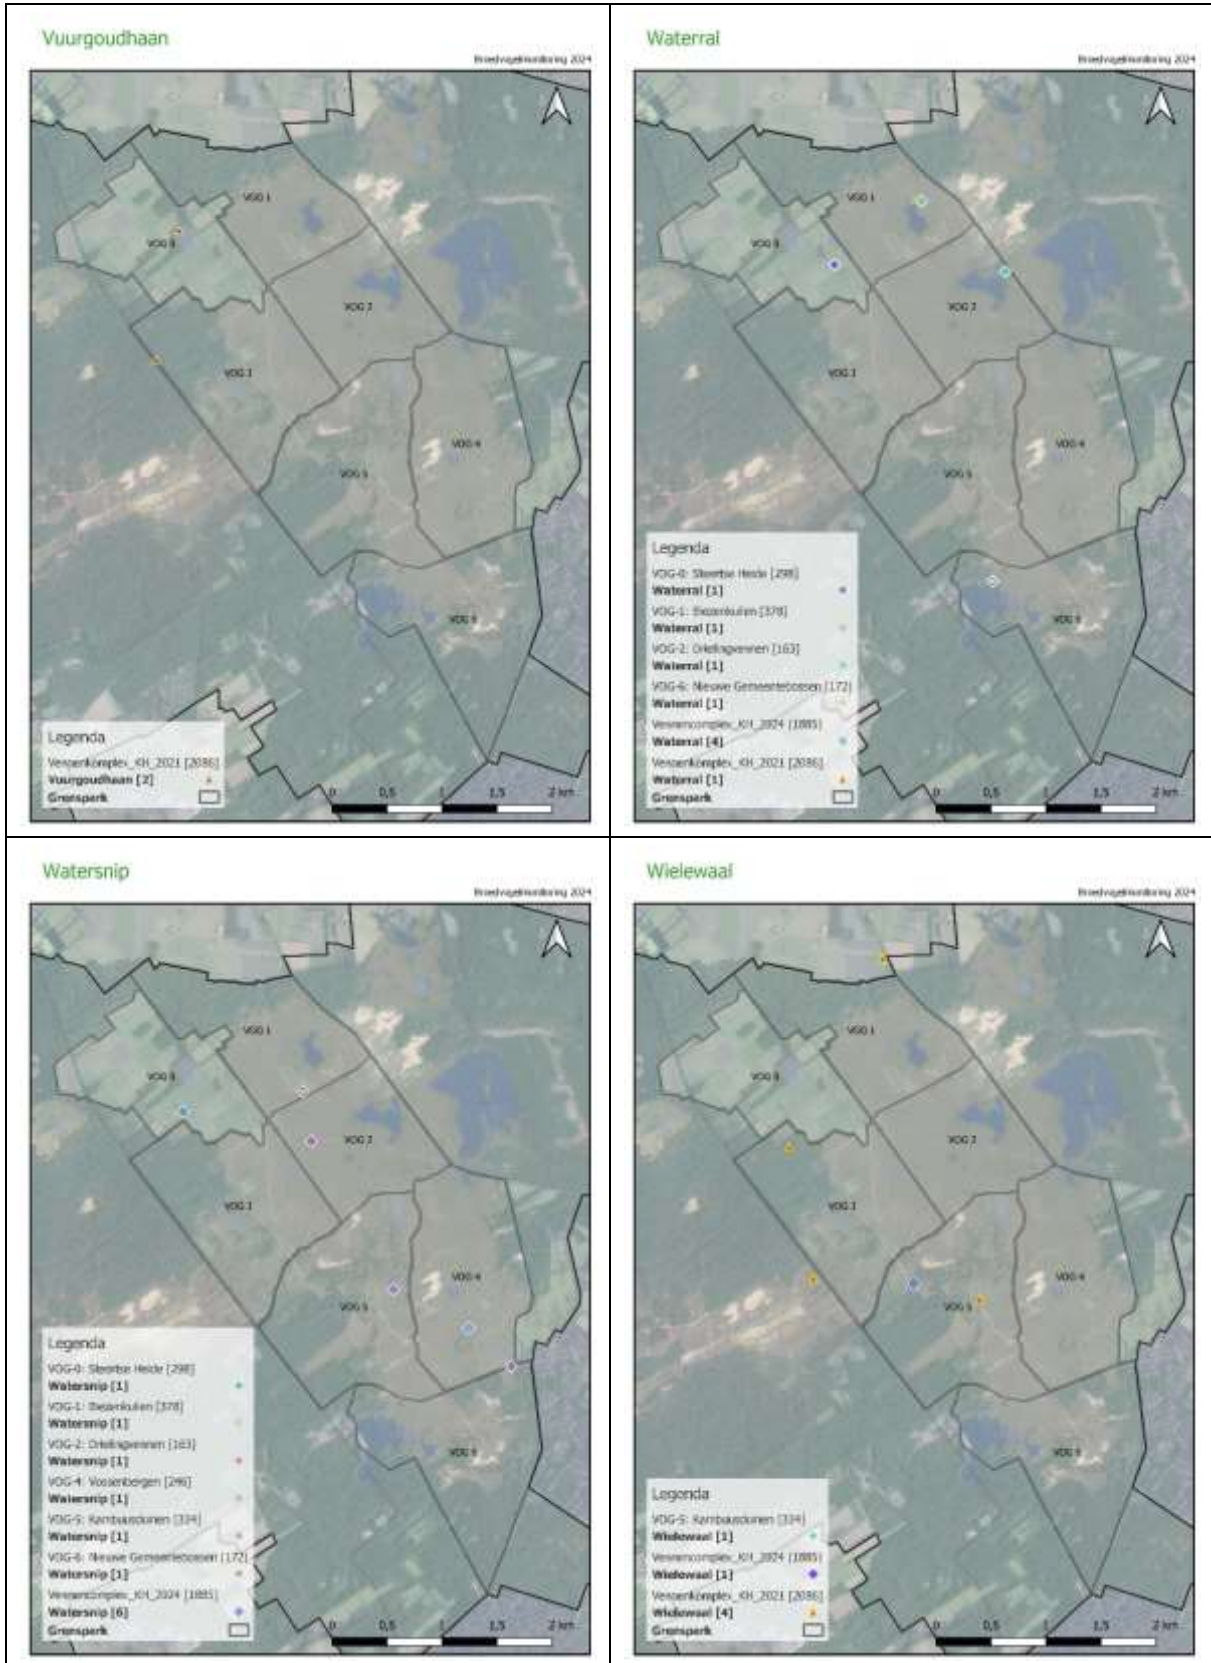 Vuurgoudhaan
Broedvogelmonitoring 2024
VOG 1
VOG 0
VOG 2
VOG 3
VOG 4
VOG 5
VOG 6
Legenda
Vennenkomplex_KH_2021 [2086]
Vuurgoudhaan [2]
Grenspark
0 0,5 1 1,5 2 km
Waterral
Broedvogelmonitoring 2024
VOG 1
VOG 0
VOG 2
VOG 3
VOG 4
VOG 5
VOG 6
Legenda
VOG-0: Steertse Heide [298]
Waterral [1]
VOG-1: Biezenkuilen [378]
Waterral [1]
VOG-2: [163]
Waterral [1]
VOG-6: Nieuwe Gemeentebossen [172]
Waterral [1]
Vennencomplex_KH_2024 [1885]
Waterral [4]
Vennenkomplex_KH_2021 [2086]
Waterral [1]
Grenspark
0 0,5 1 1,5 2 km
Watersnip
Broedvogelmonitoring 2024
VOG 1
VOG 0
VOG 2
VOG 3
VOG 4
VOG 5
VOG 6
Legenda
VOG-0: Steertse Heide [298]
Watersnip [1]
VOG-1: Biezenkuilen [378]
Watersnip [1]
VOG-2: [163]
Watersnip [1]
VOG-4: Vossenbergen [246]
Watersnip [1]
VOG-5: Kambuusduinen [334]
Watersnip [1]
VOG-6: Nieuwe Gemeentebossen [172]
Watersnip [1]
Vennencomplex_KH_2024 [1885]
Watersnip [6]
Grenspark
0 0,5 1 1,5 2 km
Wielewaal
Broedvogelmonitoring 2024
VOG 1
VOG 0
VOG 2
VOG 3
VOG 4
VOG 5
VOG 6
Legenda
VOG-5: Kambuusduinen [334]
Wielewaal [1]
Vennencomplex_KH_2024 [1885]
Wielewaal [1]
Vennenkomplex_KH_2021 [2086]
Wielewaal [4]
Grenspark
0 0,5 1 1,5 2 km